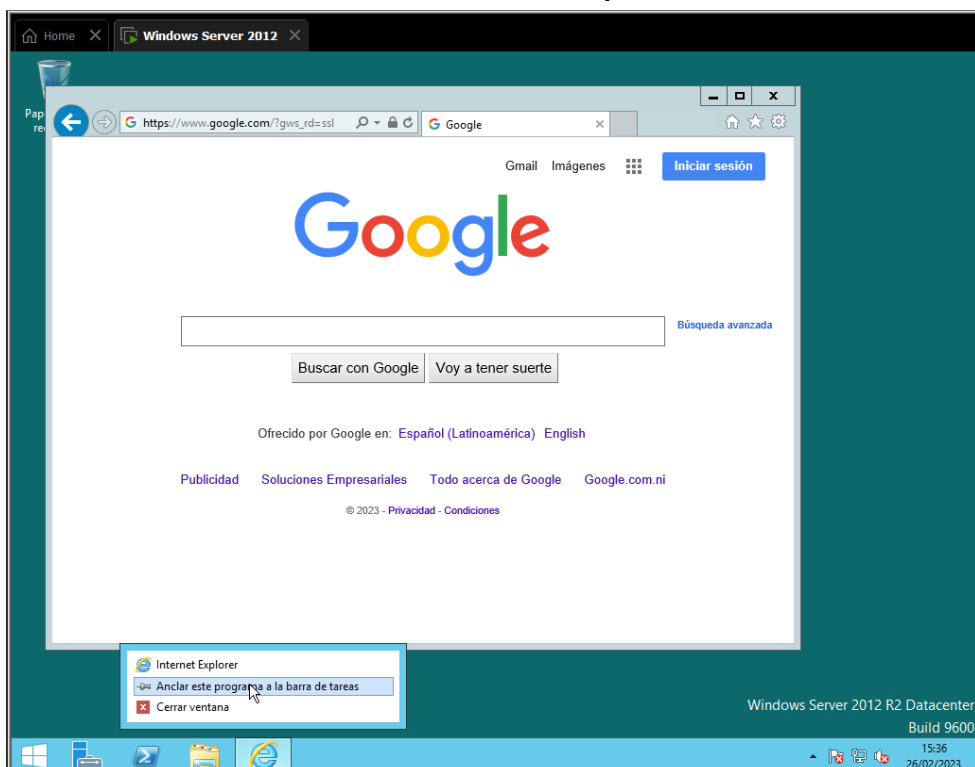 Home
Windows Server 2012
Pap
re
https://www.google.com/?gws_rd=ssl
Google
Gmail Imágenes Iniciar sesión
Google
Búsqueda avanzada
Buscar con Google Voy a tener suerte
Ofrecido por Google en: Español (Latinoamérica) English
Publicidad Soluciones Empresariales Todo acerca de Google Google.com.ni
© 2023 - Privacidad - Condiciones
Internet Explorer
Anclar este programa a la barra de tareas
Cerrar ventana
Windows Server 2012 R2 Datacenter
Build 9600
15:36
26/02/2023